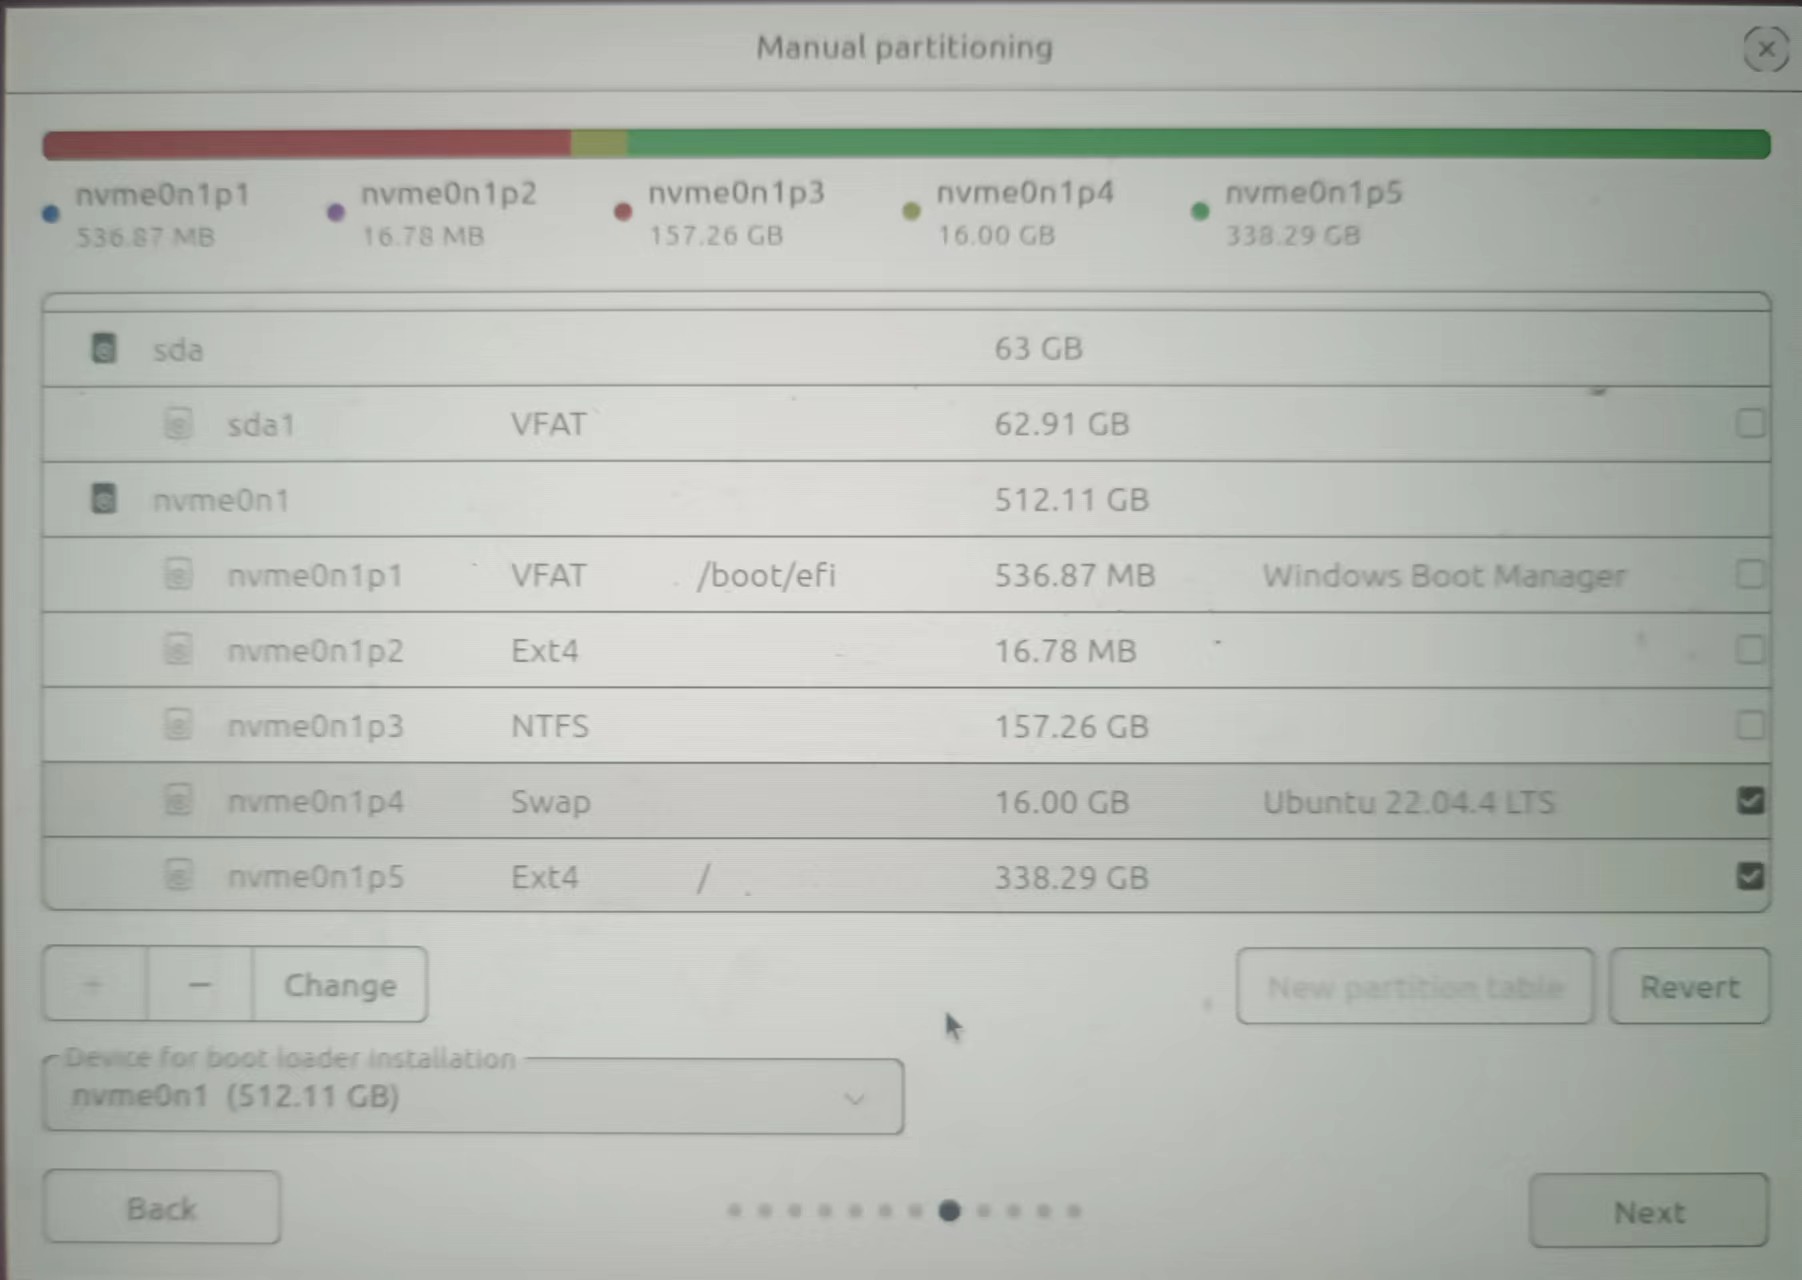 Manual partitioning
nvme0n1p1 nvme0n1p2 nvme0n1p3 nvme0n1p4 nvme0n1p5
536.87 MB 16.78 MB 157.26 GB 16.00 GB 338.29 GB
sda 63 GB
sda1 VFAT 62.91 GB
nvme0n1 512.11 GB
nvme0n1p1 VFAT /boot/efi 536.87 MB Windows Boot Manager
nvme0n1p2 Ext4 16.78 MB
nvme0n1p3 NTFS 157.26 GB
nvme0n1p4 Swap 16.00 GB Ubuntu 22.04.4 LTS
nvme0n1p5 Ext4 / 338.29 GB
+ − Change New partition table Revert
Device for boot loader installation
nvme0n1 (512.11 GB)
Back Next